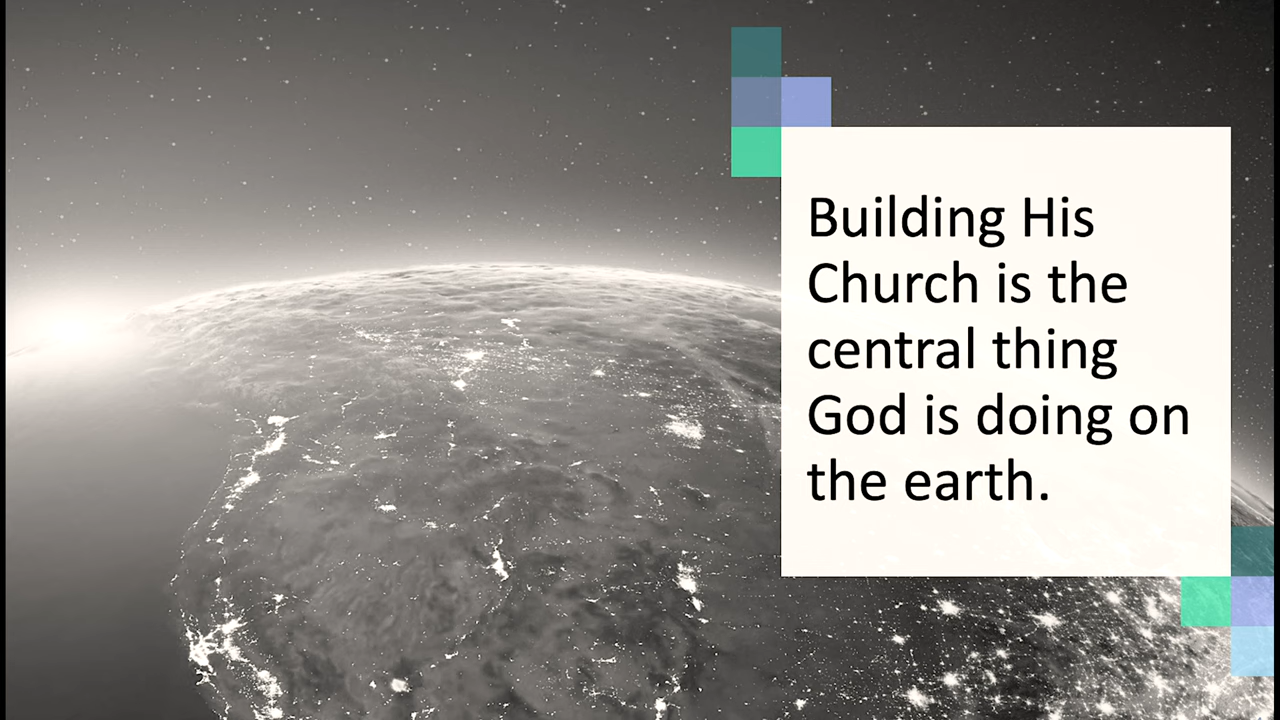 Building His
Church is the
central thing
God is doing on
the earth.